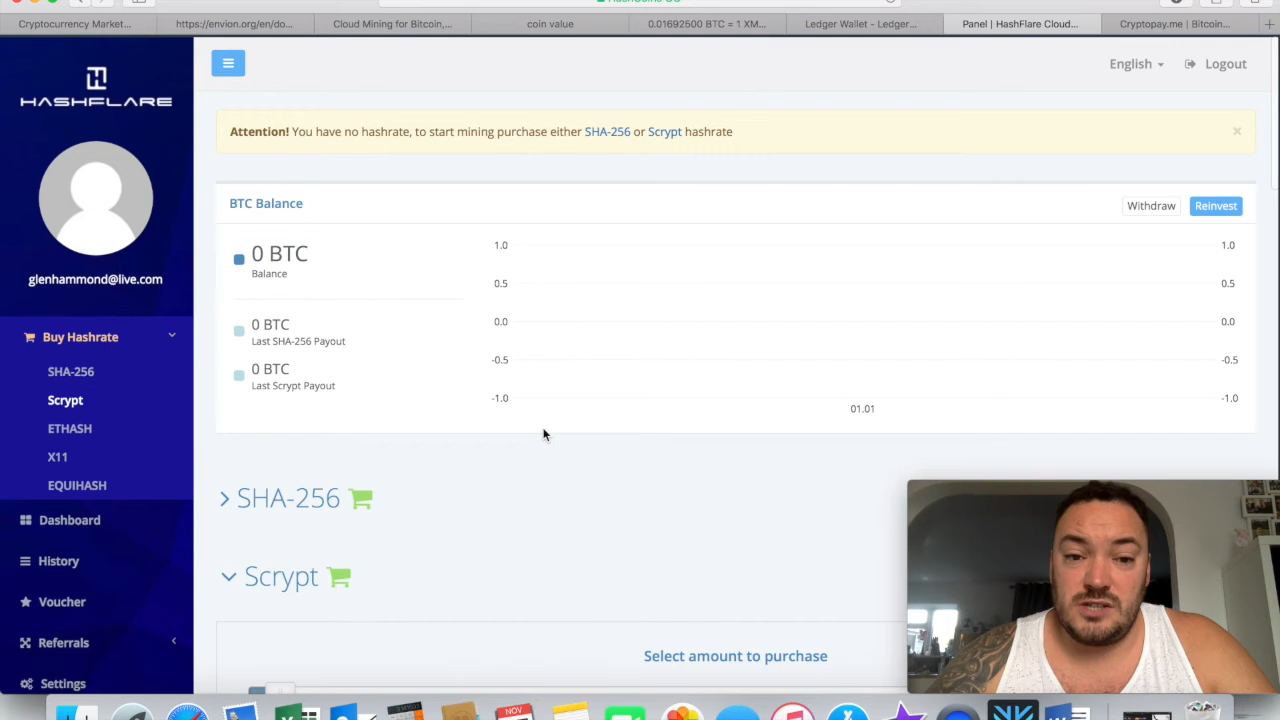 HashCoins OU
Cryptocurrency Market...
https://envion.org/en/do...
Cloud Mining for Bitcoin,...
coin value
0.01692500 BTC = 1 XM...
Ledger Wallet - Ledger...
Panel | HashFlare Cloud...
Cryptopay.me | Bitcoin...
HASHFLARE
glenhammond@live.com
Buy Hashrate
SHA-256
Scrypt
ETHASH
X11
EQUIHASH
Dashboard
History
Voucher
Referrals
Settings
English
Logout
Attention! You have no hashrate, to start mining purchase either SHA-256 or Scrypt hashrate
×
BTC Balance
Withdraw
Reinvest
0 BTC
Balance
0 BTC
Last SHA-256 Payout
0 BTC
Last Scrypt Payout
1.0
1.0
0.5
0.5
0.0
0.0
-0.5
-0.5
-1.0
-1.0
01.01
SHA-256
Scrypt
Select amount to purchase
NOV